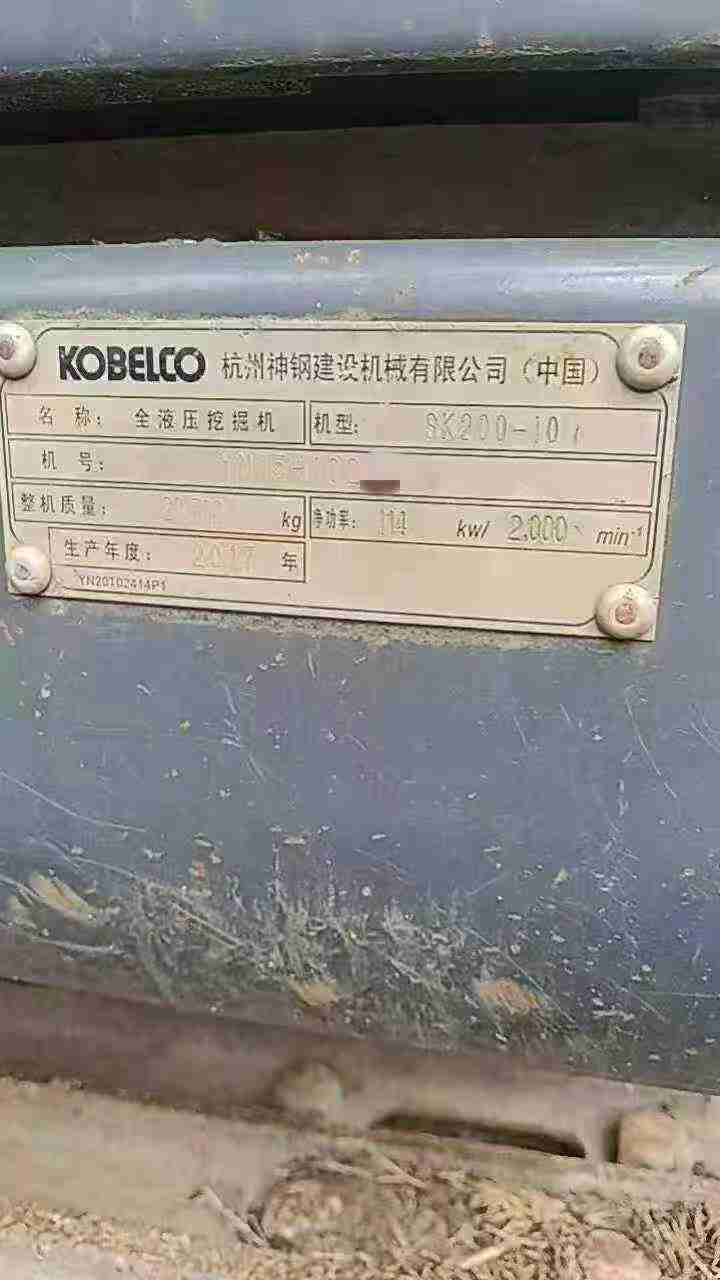 KOBELCO 杭州神钢建设机械有限公司（中国）
名 称： 全液压挖掘机 机型： SK200-10
机 号：
整机质量： kg 净功率： 114 kw/ 2,000 min-1
生产年度： 2017 年
YN20T02414P1